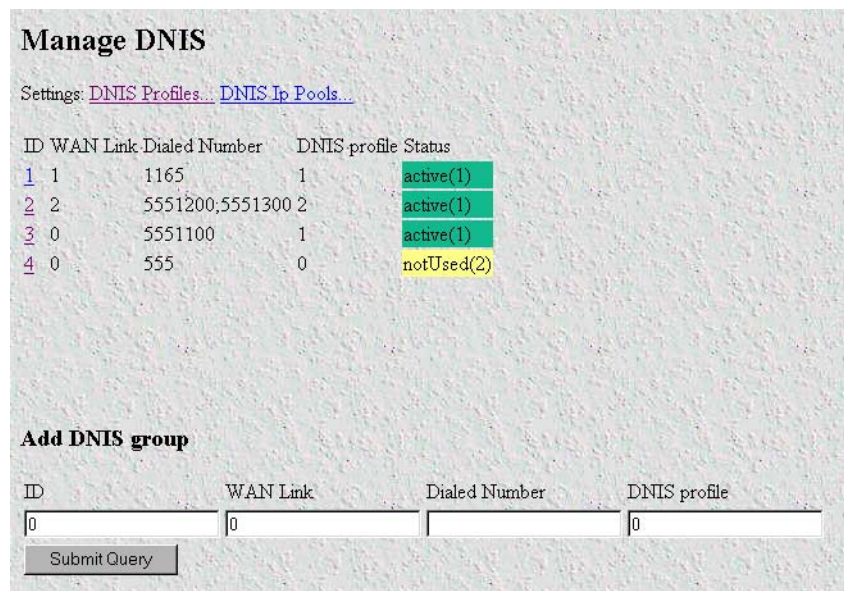 Manage DNIS
Settings: DNIS Profiles... DNIS Ip Pools...
ID WAN Link Dialed Number DNIS profile Status
1 1 1165 1 active(1)
2 2 5551200;5551300 2 active(1)
3 0 5551100 1 active(1)
4 0 555 0 notUsed(2)
Add DNIS group
ID WAN Link Dialed Number DNIS profile
0 0 0
Submit Query